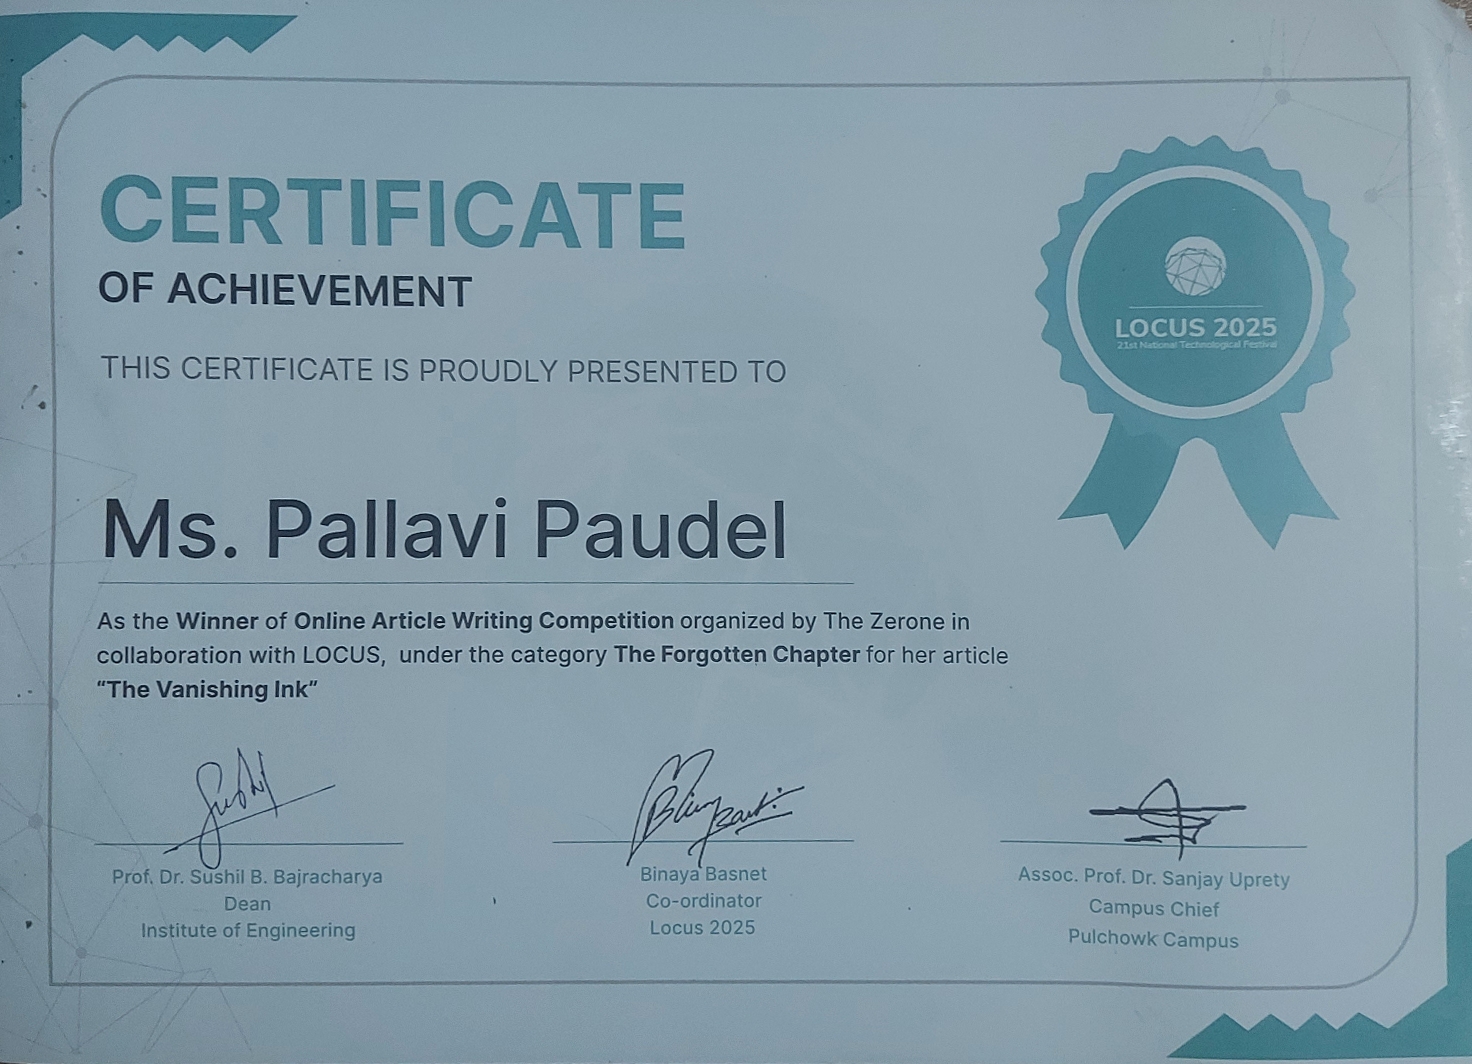 CERTIFICATE
OF ACHIEVEMENT
THIS CERTIFICATE IS PROUDLY PRESENTED TO
LOCUS 2025
21st National Technological Festival
Ms. Pallavi Paudel
As the Winner of Online Article Writing Competition organized by The Zerone in
collaboration with LOCUS, under the category The Forgotten Chapter for her article
"The Vanishing Ink"
Prof. Dr. Sushil B. Bajracharya
Dean
Institute of Engineering
Binaya Basnet
Co-ordinator
Locus 2025
Assoc. Prof. Dr. Sanjay Uprety
Campus Chief
Pulchowk Campus